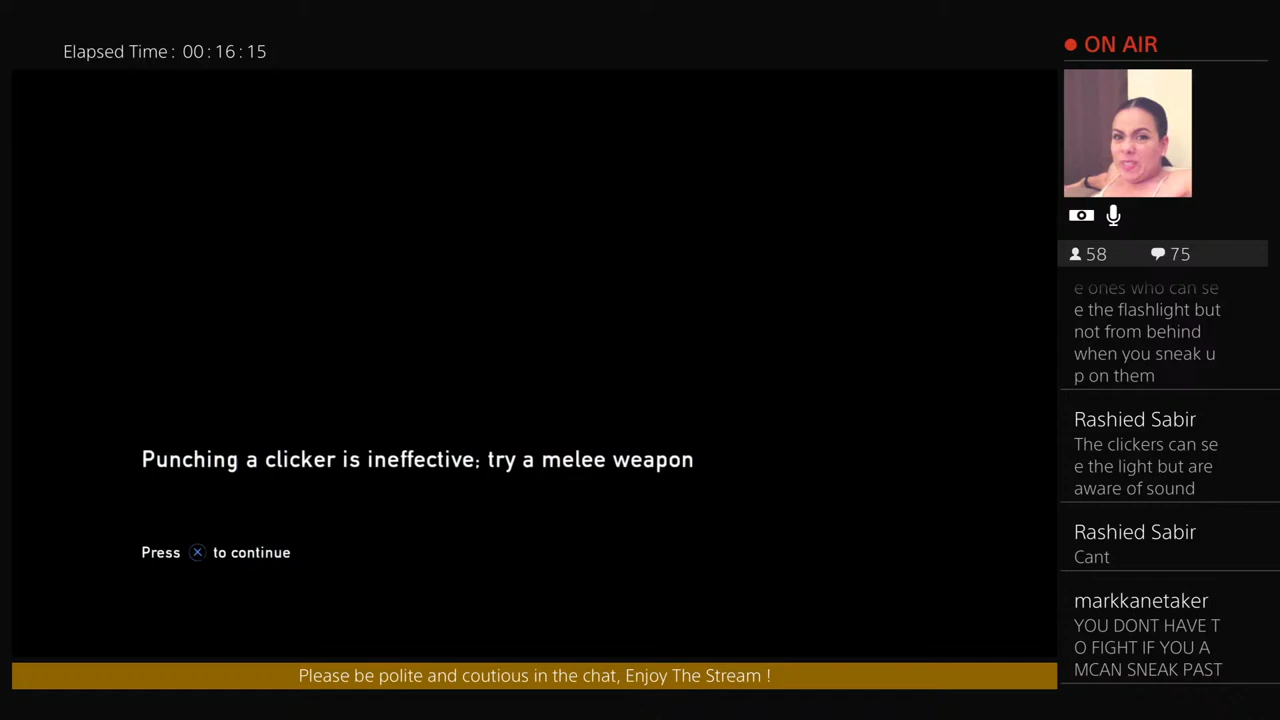 Elapsed Time: 00:16:15
ON AIR
58
75
e ones who can se
e the flashlight but
not from behind
when you sneak u
p on them
Rashied Sabir
The clickers can se
e the light but are
aware of sound
Rashied Sabir
Cant
markkanetaker
YOU DONT HAVE T
O FIGHT IF YOU A
MCAN SNEAK PAST
Punching a clicker is ineffective; try a melee weapon
Press X to continue
Please be polite and coutious in the chat, Enjoy The Stream !